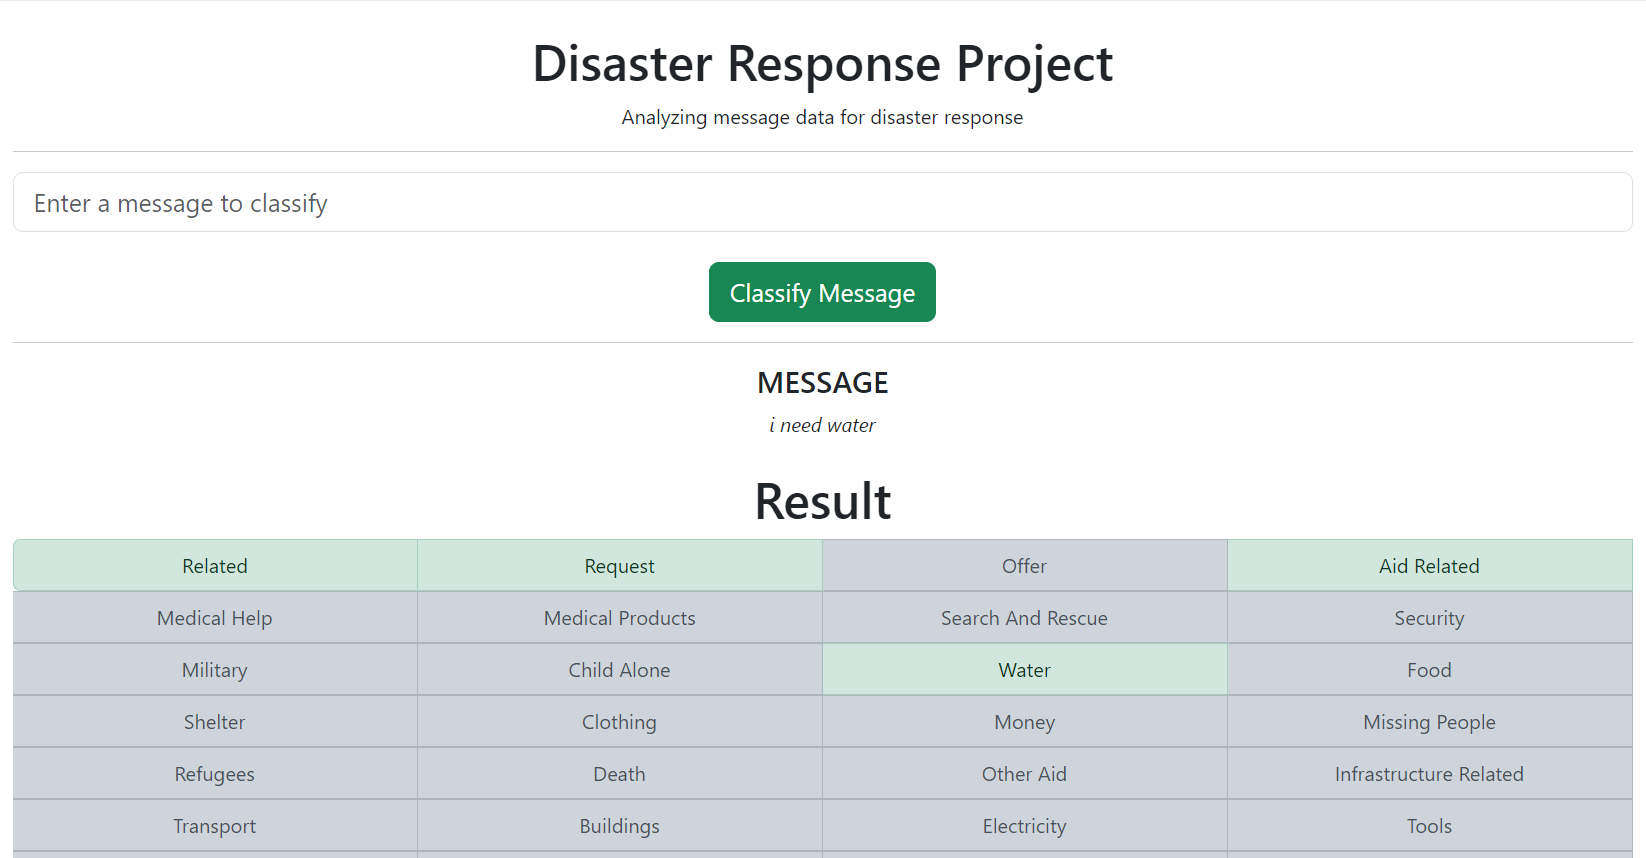 Disaster Response Project
Analyzing message data for disaster response
Enter a message to classify
Classify Message
MESSAGE
i need water
Result
Related Request Offer Aid Related
Medical Help Medical Products Search And Rescue Security
Military Child Alone Water Food
Shelter Clothing Money Missing People
Refugees Death Other Aid Infrastructure Related
Transport Buildings Electricity Tools